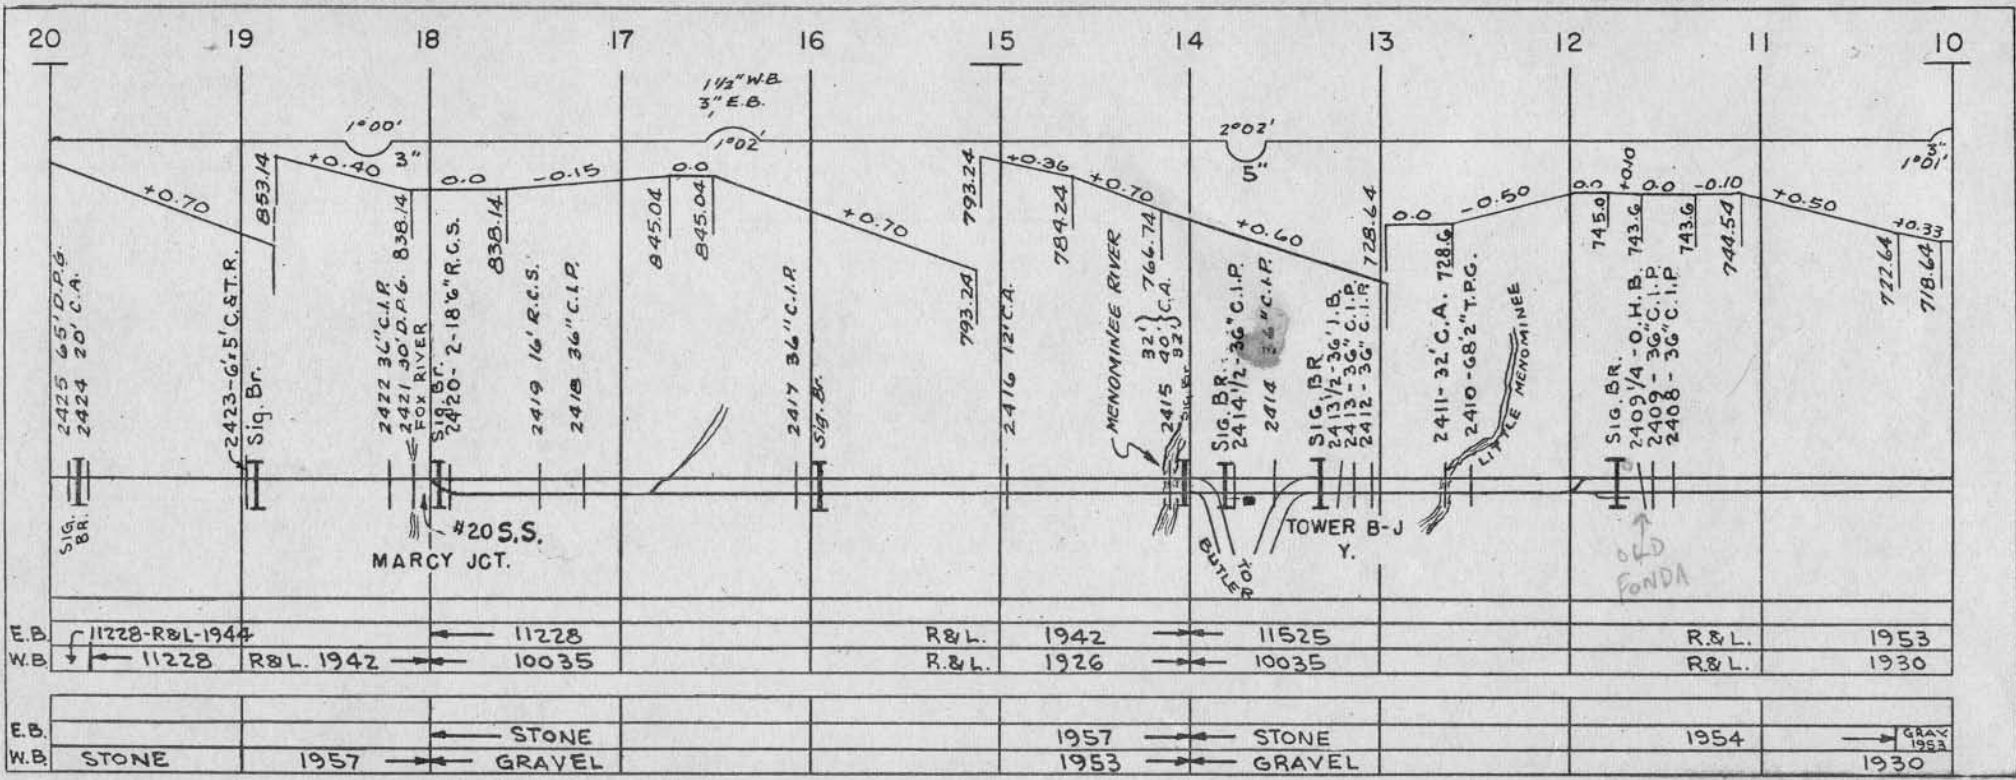 20 19 18 17 16 15 14 13 12 11 10
1½" W.B.
3" E.B.
1°00'
3"
1°02'
2°02'
5"
3"
1°01'
+0.70
853.14
+0.40
838.14
0.0
838.14
-0.15
845.04
0.0
845.04
+0.70
793.24
793.24
+0.36
784.24
+0.70
766.74
+0.60
728.64
0.0
728.6
-0.50
0.0
745.0
+0.10
743.6
0.0
743.6
-0.10
744.54
+0.50
722.64
+0.33
718.64
2425 65' D.P.G.
2424 20' C.A.
SIG. BR.
2423-6'x5' C.&T.R.
Sig. Br.
2422 36" C.I.P.
2421 30' D.P.G.
FOX RIVER
Sig. Br.
2420- 2-18'6" R.C.S.
2419 16' R.C.S.
2418 36" C.I.P.
2417 36" C.I.P.
Sig. Br.
2416 12' C.A.
MENONINEE RIVER
32'
2415 40' C.A.
32'
Sig. Br.
SIG. BR.
2414½-36" C.I.P.
2414 36" C.I.P.
SIG. BR.
2413½-36' I.B.
2413-36" C.I.P.
2412-36" C.I.P.
2411-32' C.A.
2410-68'2" T.P.G.
LITTLE MENOMINEE
SIG. BR.
2409¼-O.H.B.
2409-36" C.I.P.
2408-36" C.I.P.
#20 S.S.
MARCY JCT.
BUTLER
YD.
TOWER B-J
Y.
OLD
FONDA
E.B. 11228-R&L-1944 11228 R&L. 1942 11525 R.&L. 1953
W.B. 11228 R&L. 1942 10035 R.&L. 1926 10035 R.&L. 1930
E.B. STONE 1957 STONE 1954 GRAV. 1953
W.B. STONE 1957 GRAVEL 1953 GRAVEL 1930